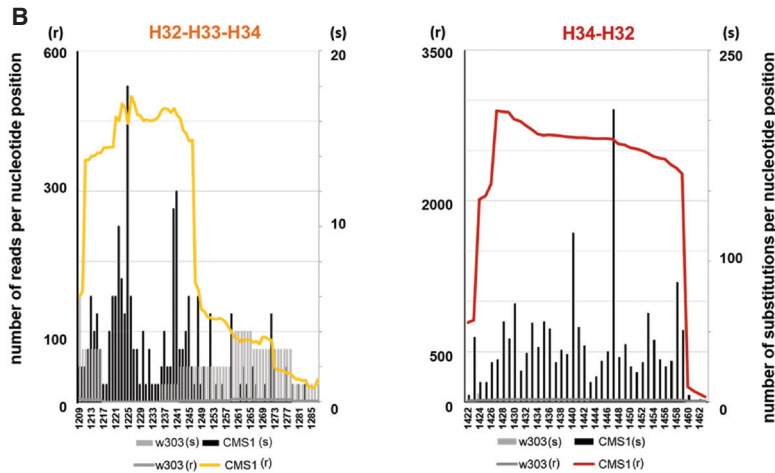 B
(r) H32-H33-H34 (s)
number of reads per nucleotide position
600
300
100
0
20
10
0
1209 1213 1217 1221 1225 1229 1233 1237 1241 1245 1249 1253 1257 1261 1265 1269 1273 1277 1281 1285
w303(s) CMS1(s)
w303(r) CMS1(r)
(r) H34-H32 (s)
3500
2000
500
0
250
100
0
number of substitutions per nucleotide position
1422 1424 1426 1428 1430 1432 1434 1436 1438 1440 1442 1444 1446 1448 1450 1452 1454 1456 1458 1460 1462
w303(s) CMS1(s)
w303(r) CMS1(r)